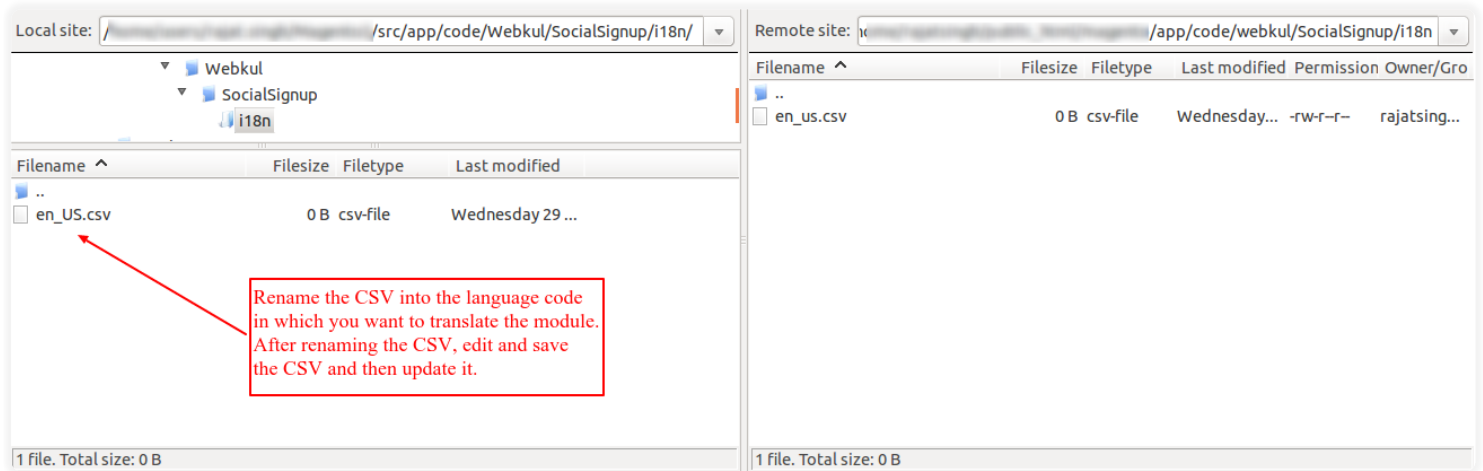 Local site: /src/app/code/Webkul/SocialSignup/i18n/
Webkul
SocialSignup
i18n
Filename Filesize Filetype Last modified
..
en_US.csv 0 B csv-file Wednesday 29 ...
Rename the CSV into the language code
in which you want to translate the module.
After renaming the CSV, edit and save
the CSV and then update it.
1 file. Total size: 0 B
Remote site: /app/code/webkul/SocialSignup/i18n
Filename Filesize Filetype Last modified Permission Owner/Gro
..
en_us.csv 0 B csv-file Wednesday... -rw-r--r-- rajatsing...
1 file. Total size: 0 B